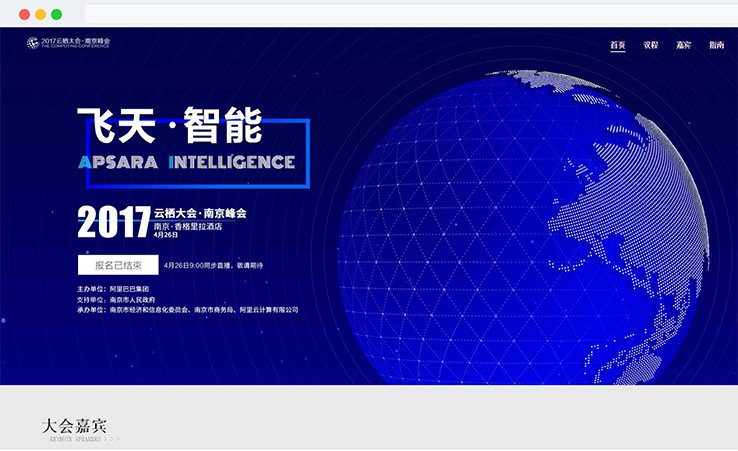 2017云栖大会·南京峰会
THE COMPUTING CONFERENCE
首页 议程 嘉宾 指南
飞天·智能
APSARA INTELLIGENCE
2017 云栖大会·南京峰会
南京·香格里拉酒店
4月26日
报名已结束 4月26日9:00同步直播，敬请期待
主办单位：阿里巴巴集团
支持单位：南京市人民政府
承办单位：南京市经济和信息化委员会、南京市商务局、阿里云计算有限公司
大会嘉宾
KEYNOTE SPEAKERS > > >